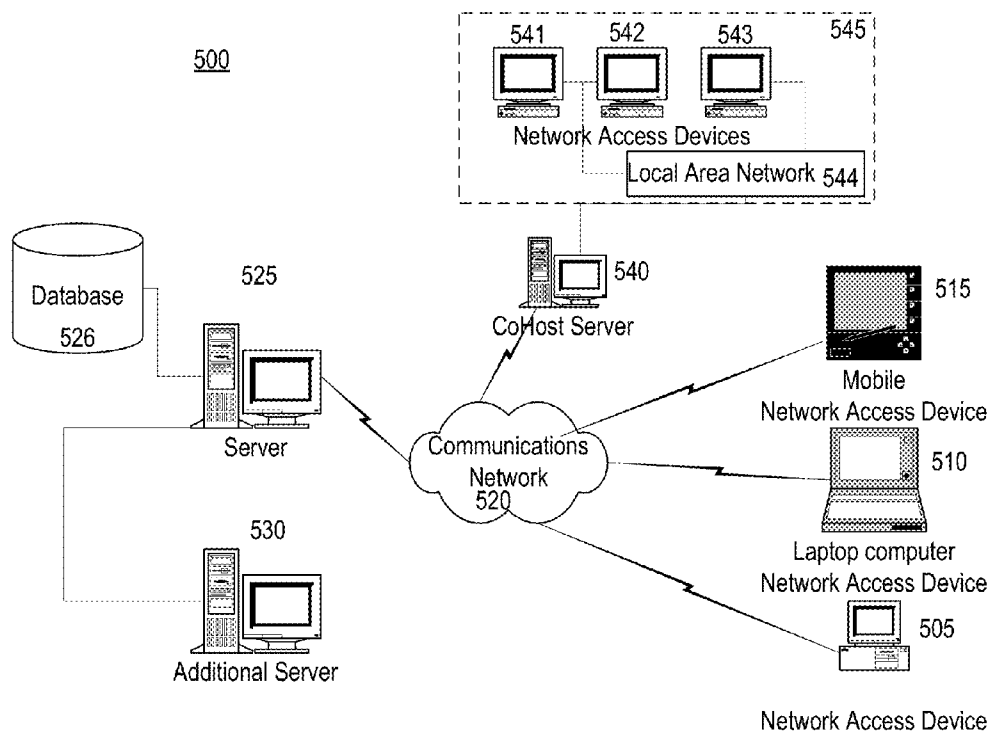 500
541 542 543 545
Network Access Devices
Local Area Network 544
Database
526
525
Server
540
CoHost Server
515
Mobile
Network Access Device
Communications
Network
520
510
Laptop computer
Network Access Device
530
Additional Server
505
Network Access Device